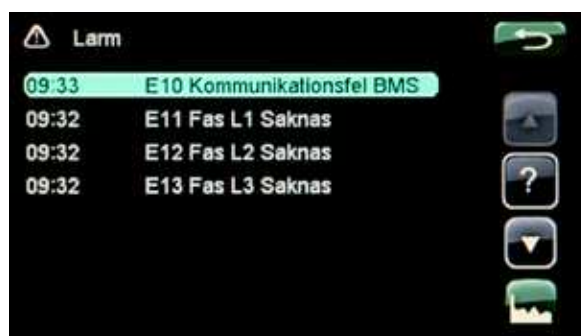 Larm
09:33 E10 Kommunikationsfel BMS
09:32 E11 Fas L1 Saknas
09:32 E12 Fas L2 Saknas
09:32 E13 Fas L3 Saknas
?